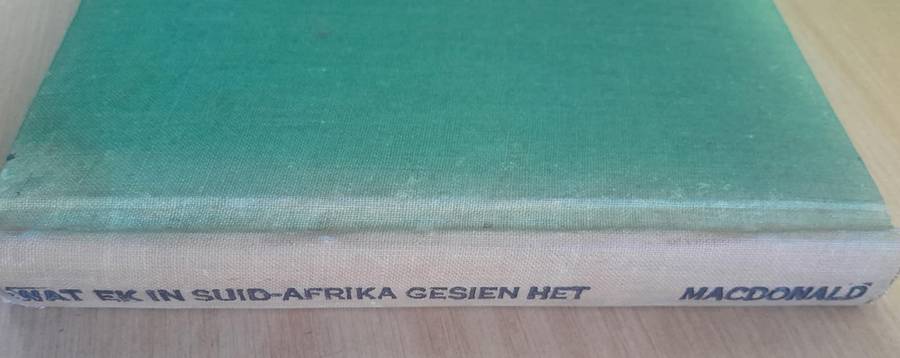 WAT EK IN SUID-AFRIKA GESIEN HET MACDONALD